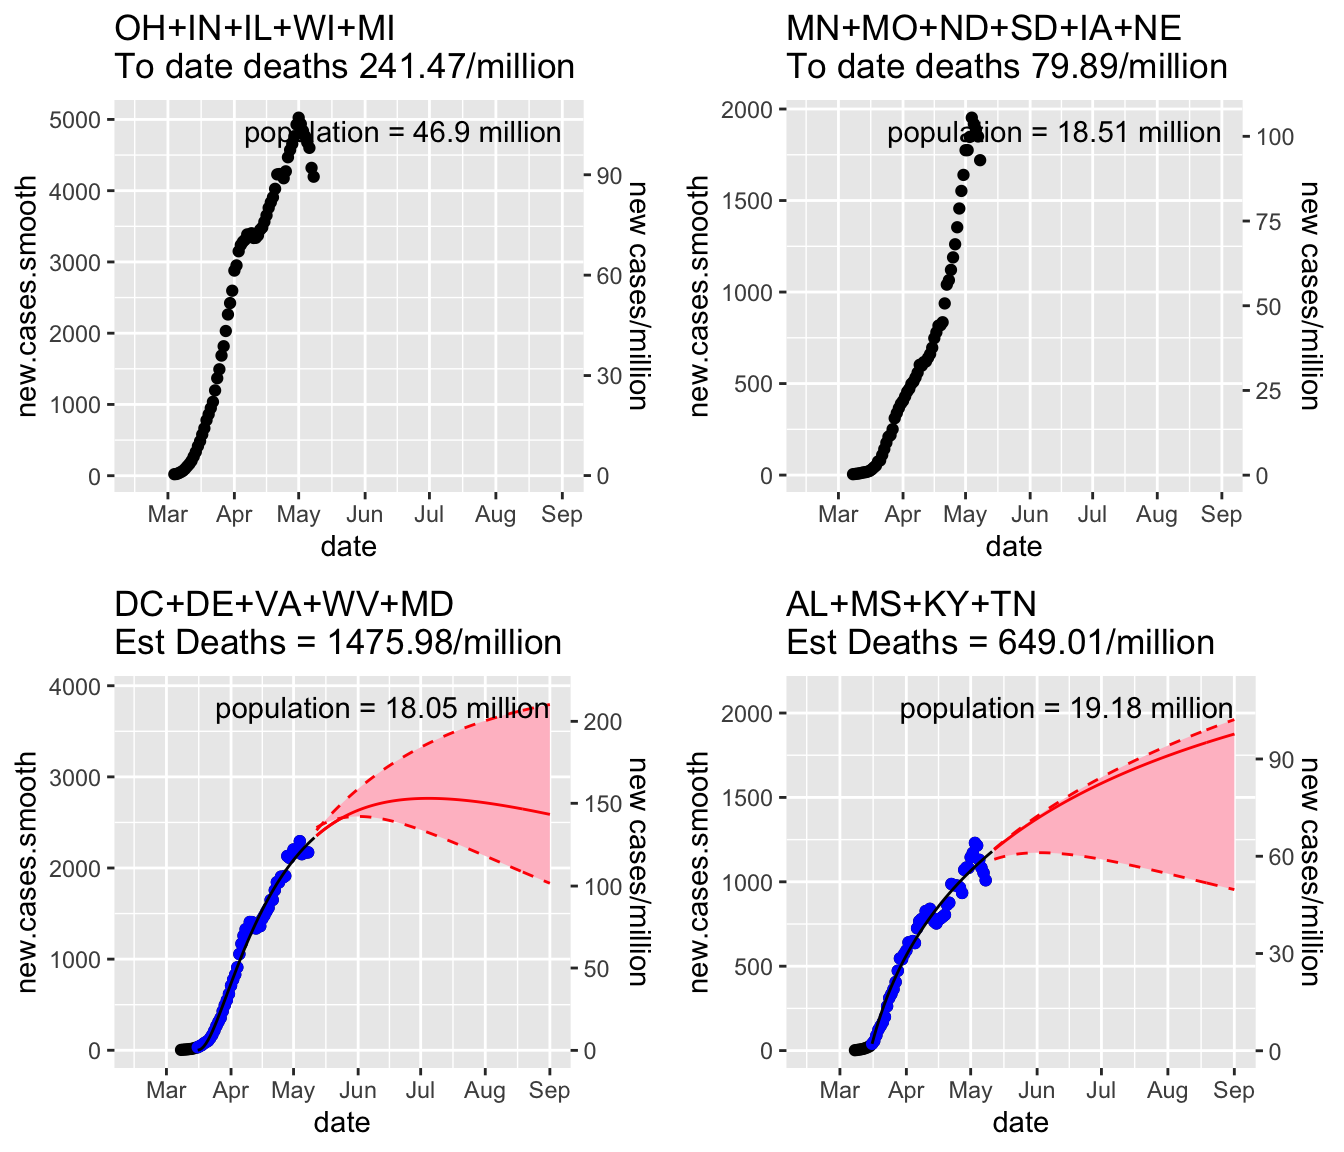 OH+IN+IL+WI+MI
To date deaths 241.47/million
population = 46.9 million
5000
4000
3000
2000
1000
0
new.cases.smooth
90
60
30
0
new cases/million
Mar Apr May Jun Jul Aug Sep
date
MN+MO+ND+SD+IA+NE
To date deaths 79.89/million
population = 18.51 million
2000
1500
1000
500
0
new.cases.smooth
100
75
50
25
0
new cases/million
Mar Apr May Jun Jul Aug Sep
date
DC+DE+VA+WV+MD
Est Deaths = 1475.98/million
population = 18.05 million
4000
3000
2000
1000
0
new.cases.smooth
200
150
100
50
0
new cases/million
Mar Apr May Jun Jul Aug Sep
date
AL+MS+KY+TN
Est Deaths = 649.01/million
population = 19.18 million
2000
1500
1000
500
0
new.cases.smooth
90
60
30
0
new cases/million
Mar Apr May Jun Jul Aug Sep
date